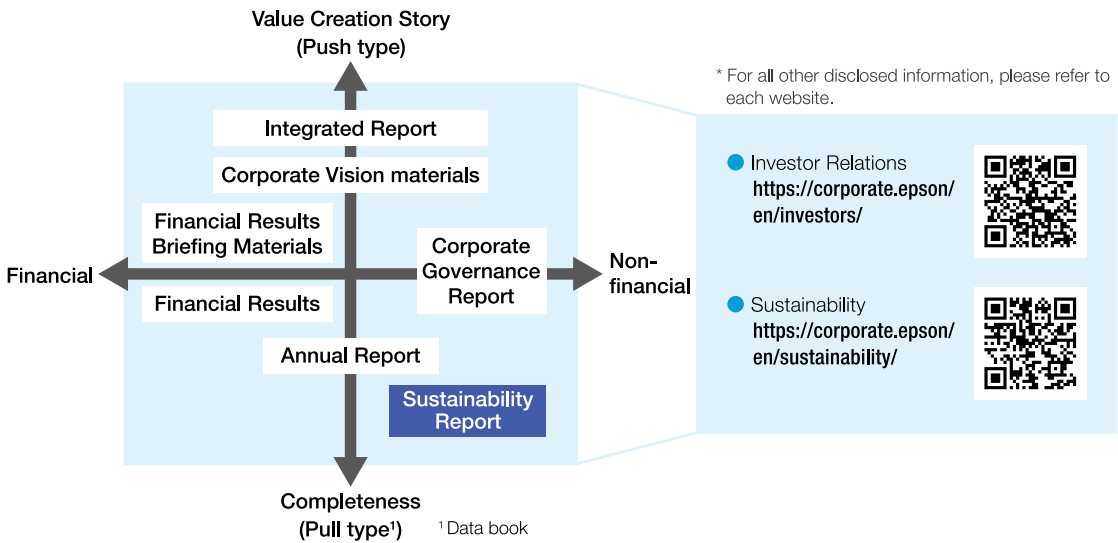 Value Creation Story
(Push type)
Integrated Report
Corporate Vision materials
Financial Results
Briefing Materials
Financial
Corporate
Governance
Report
Non-
financial
Financial Results
Annual Report
Sustainability
Report
Completeness
(Pull type¹)
¹ Data book
* For all other disclosed information, please refer to
each website.
Investor Relations
https://corporate.epson/
en/investors/
Sustainability
https://corporate.epson/
en/sustainability/